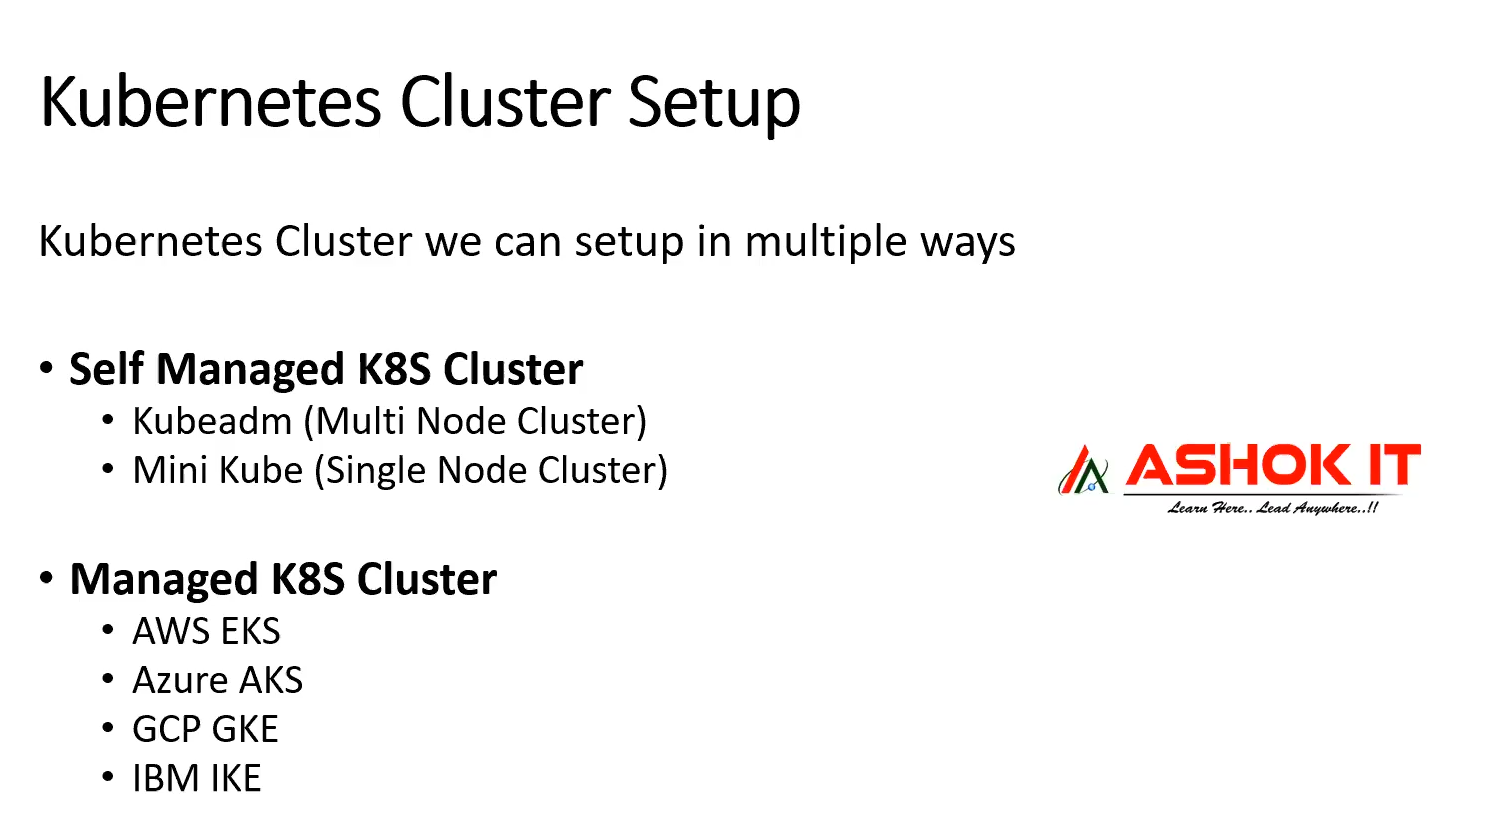 Kubernetes Cluster Setup
Kubernetes Cluster we can setup in multiple ways
• Self Managed K8S Cluster
• Kubeadm (Multi Node Cluster)
• Mini Kube (Single Node Cluster)
ASHOK IT
Learn Here.. Lead Anywhere..!!
• Managed K8S Cluster
• AWS EKS
• Azure AKS
• GCP GKE
• IBM IKE